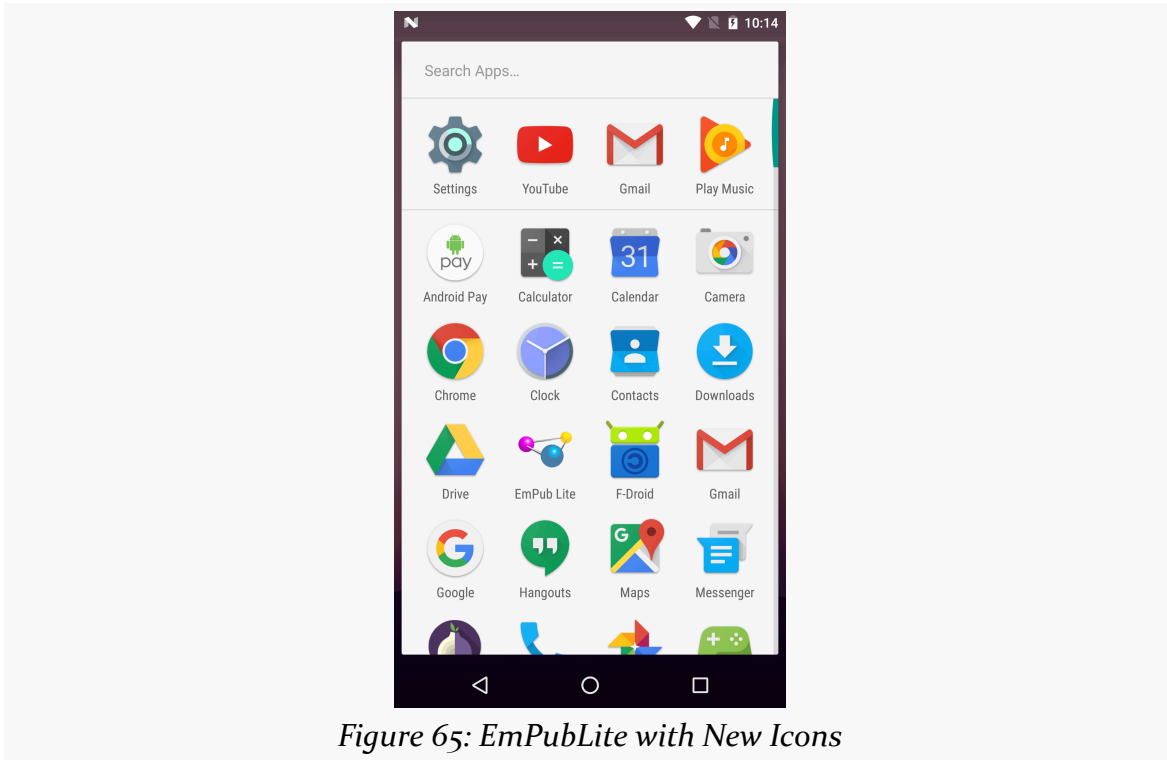 10:14
Search Apps…
Settings YouTube Gmail Play Music
pay 31
Android Pay Calculator Calendar Camera
Chrome Clock Contacts Downloads
Drive EmPub Lite F-Droid Gmail
G
Google Hangouts Maps Messenger
Figure 65: EmPubLite with New Icons